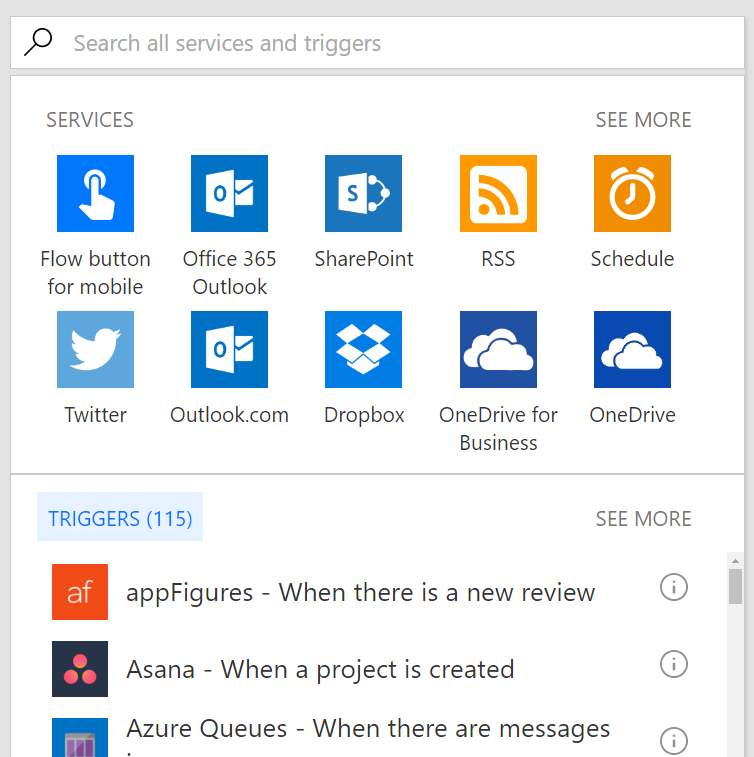 Search all services and triggers
SERVICES
SEE MORE
Flow button
for mobile
Office 365
Outlook
SharePoint
RSS
Schedule
Twitter
Outlook.com
Dropbox
OneDrive for
Business
OneDrive
TRIGGERS (115)
SEE MORE
af
appFigures - When there is a new review
Asana - When a project is created
Azure Queues - When there are messages